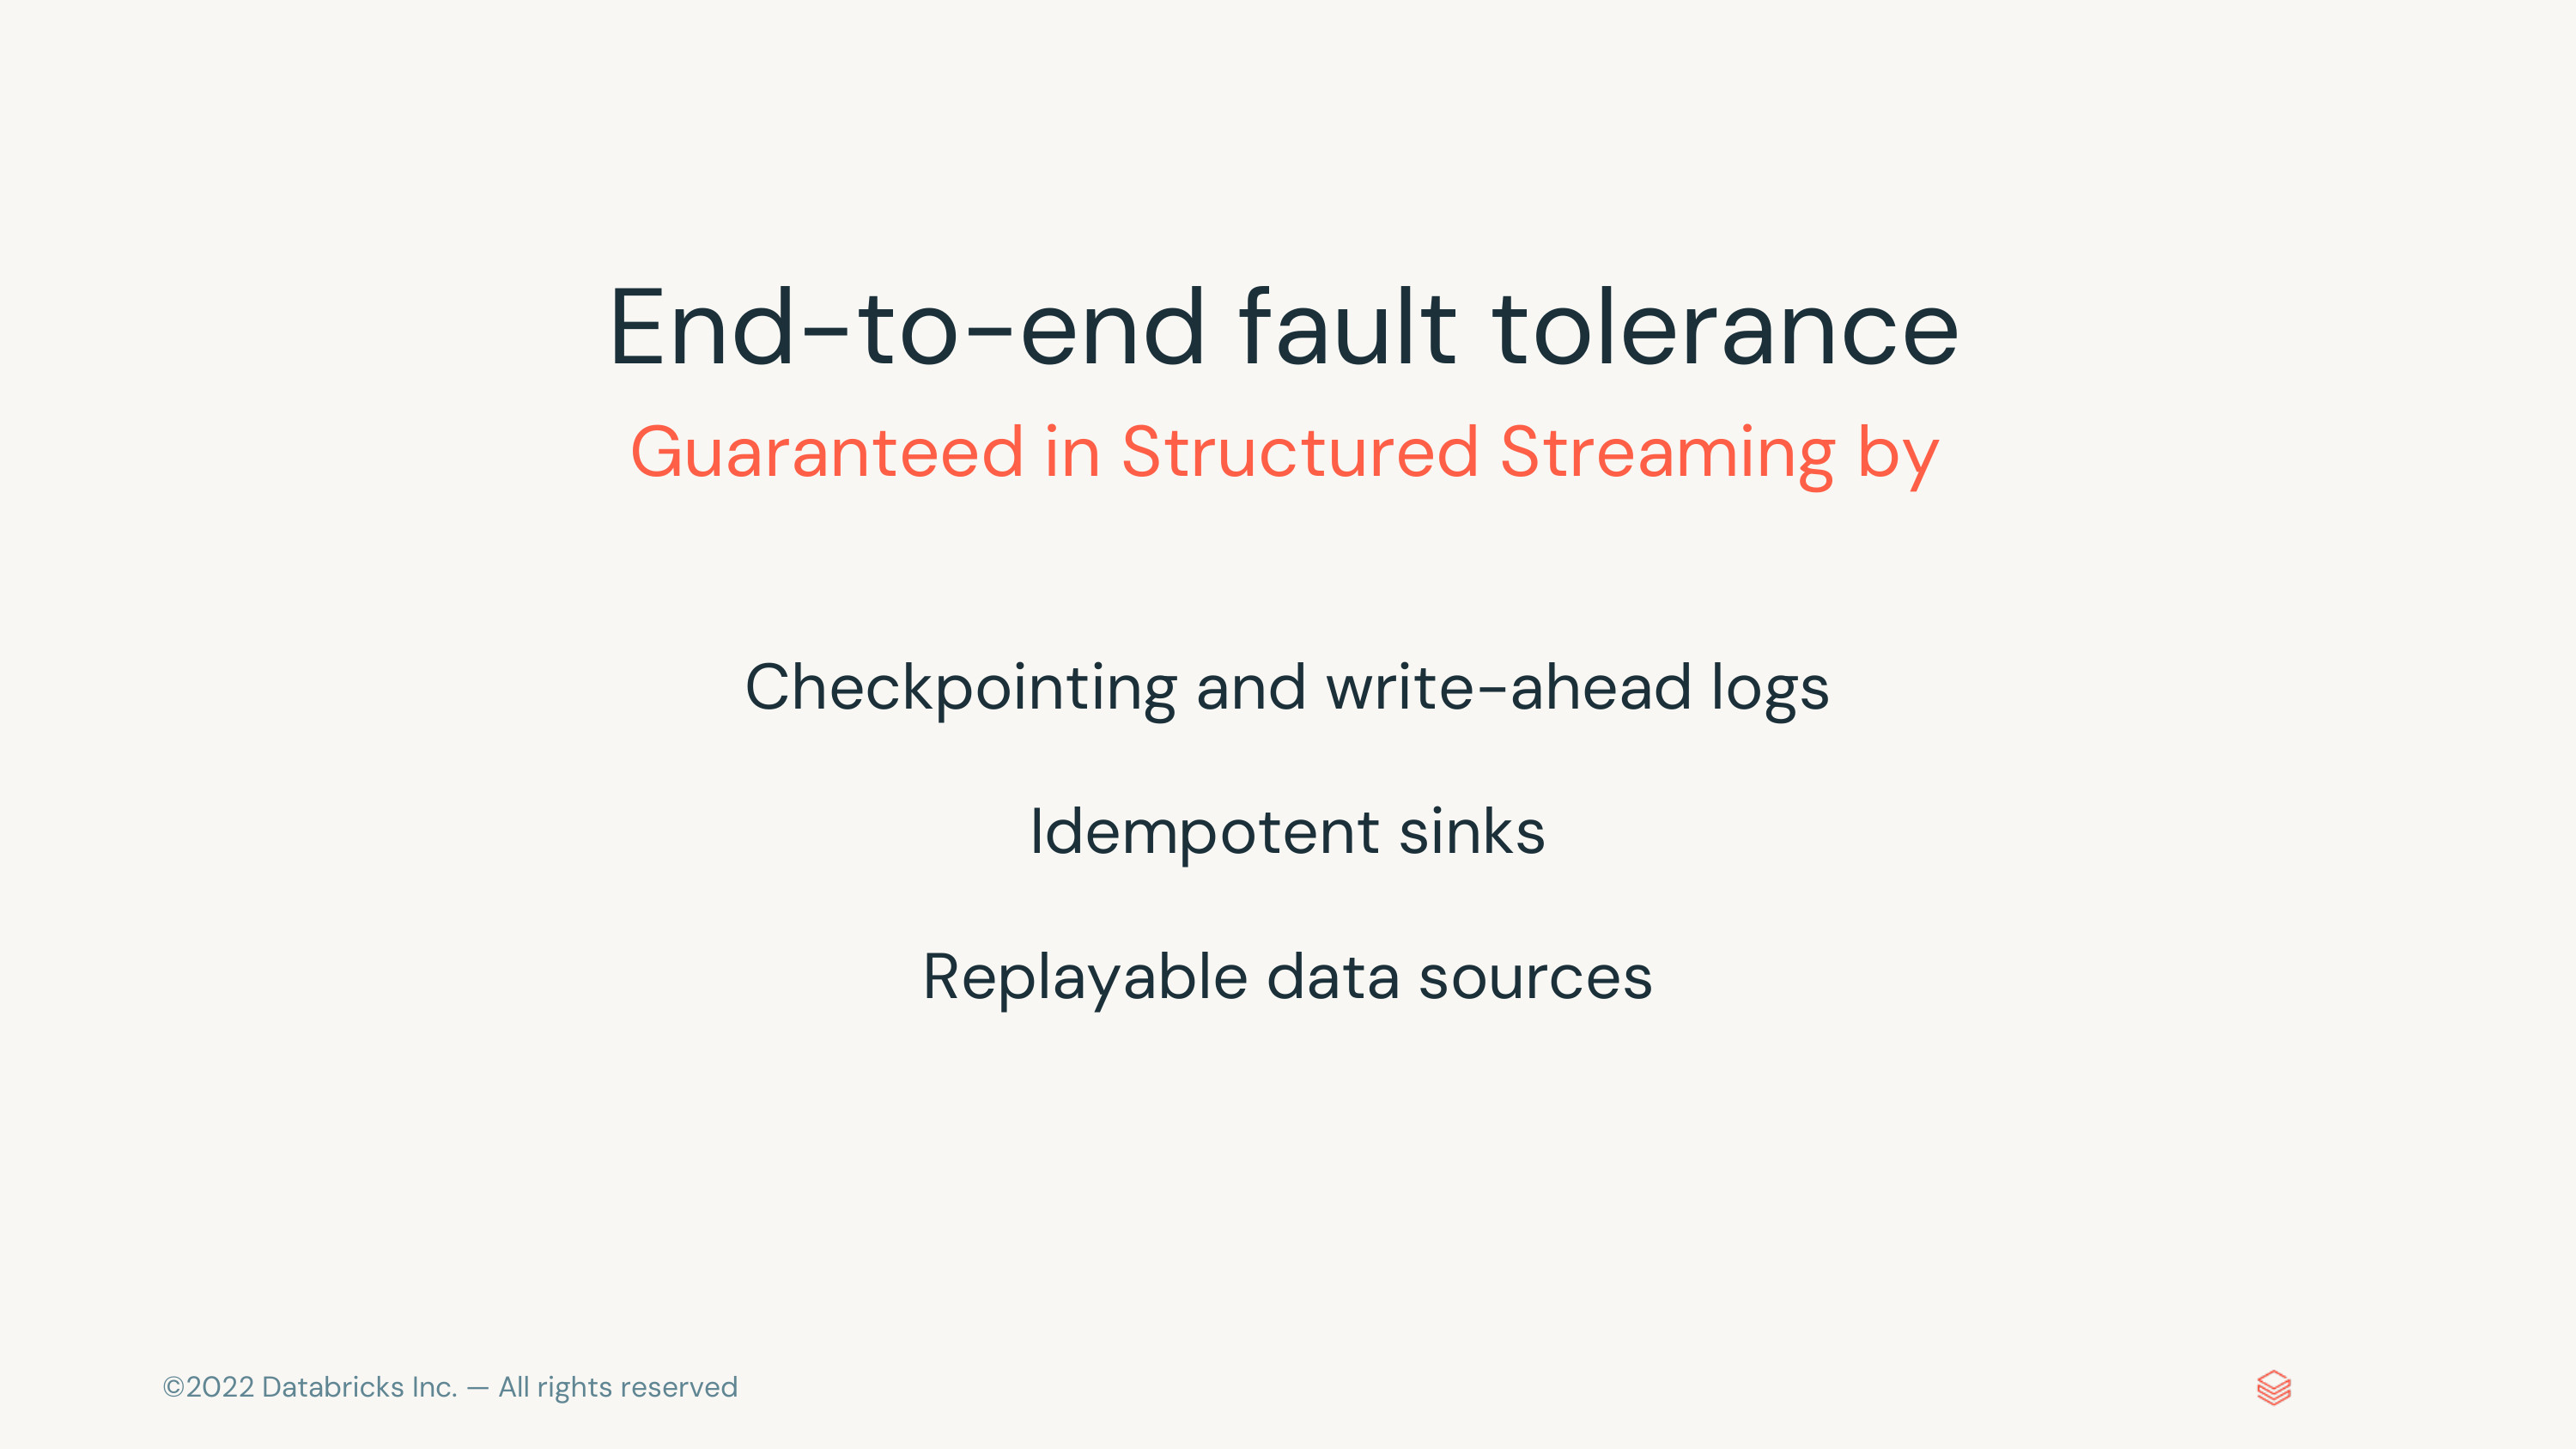 End-to-end fault tolerance
Guaranteed in Structured Streaming by
Checkpointing and write-ahead logs
Idempotent sinks
Replayable data sources
©2022 Databricks Inc. — All rights reserved